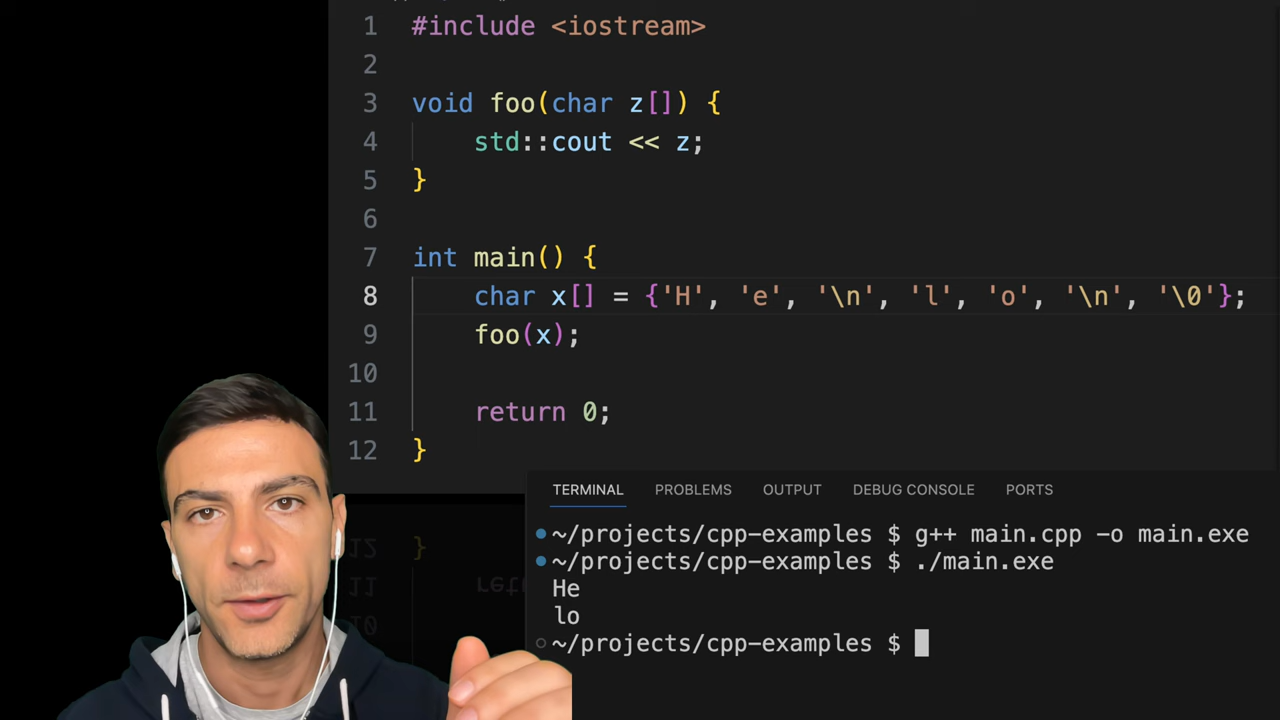 1 #include <iostream>
2
3 void foo(char z[]) {
4 std::cout << z;
5 }
6
7 int main() {
8 char x[] = {'H', 'e', '\n', 'l', 'o', '\n', '\0'};
9 foo(x);
10
11 return 0;
12 }
TERMINAL PROBLEMS OUTPUT DEBUG CONSOLE PORTS
~/projects/cpp-examples $ g++ main.cpp -o main.exe
~/projects/cpp-examples $ ./main.exe
He
lo
~/projects/cpp-examples $